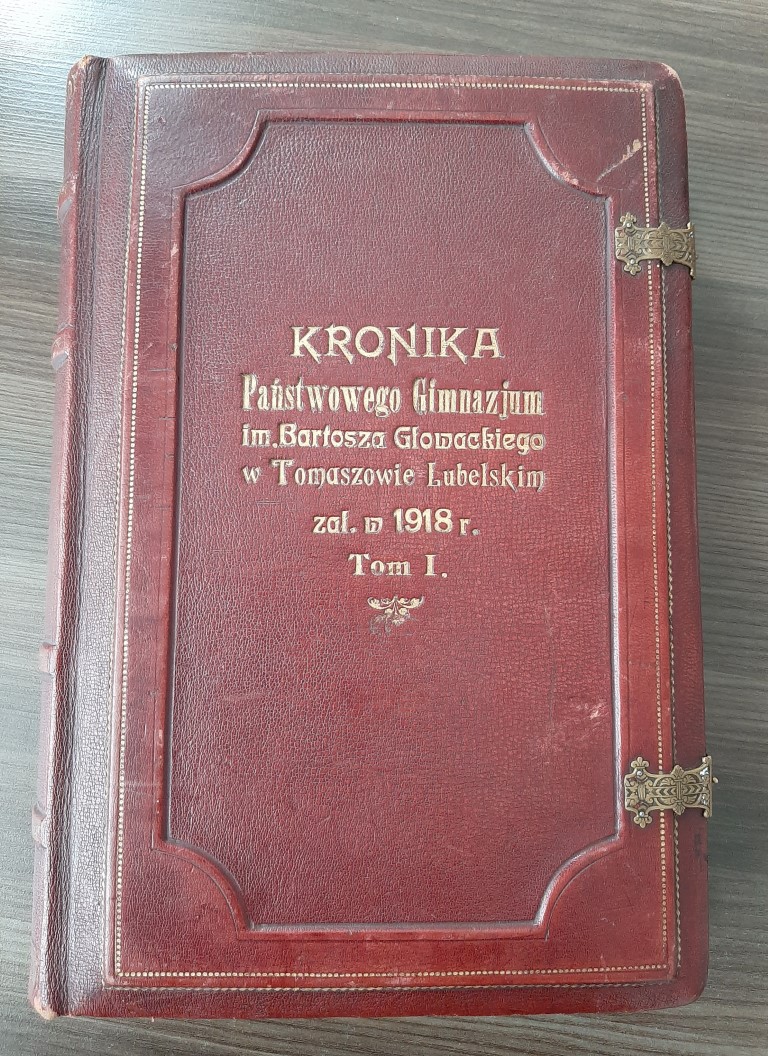 KRONIKA
Państwowego Gimnazjum
im. Bartosza Głowackiego
w Tomaszowie Lubelskim
zał. w 1918 r.
Tom I.